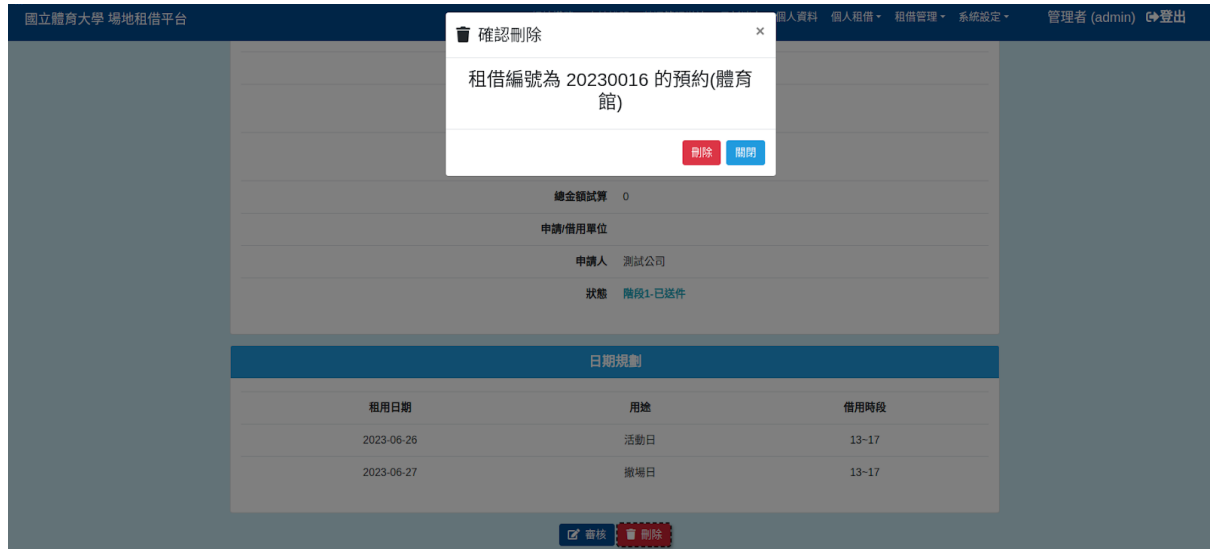 國立體育大學 場地租借平台
個人資料 個人租借 租借管理 系統設定 管理者 (admin) 登出
確認刪除 ×
租借編號為 20230016 的預約(體育
館)
刪除 關閉
總金額試算 0
申請/借用單位
申請人 測試公司
狀態 階段1-已送件
日期規劃
租用日期 用途 借用時段
2023-06-26 活動日 13~17
2023-06-27 撤場日 13~17
審核 刪除